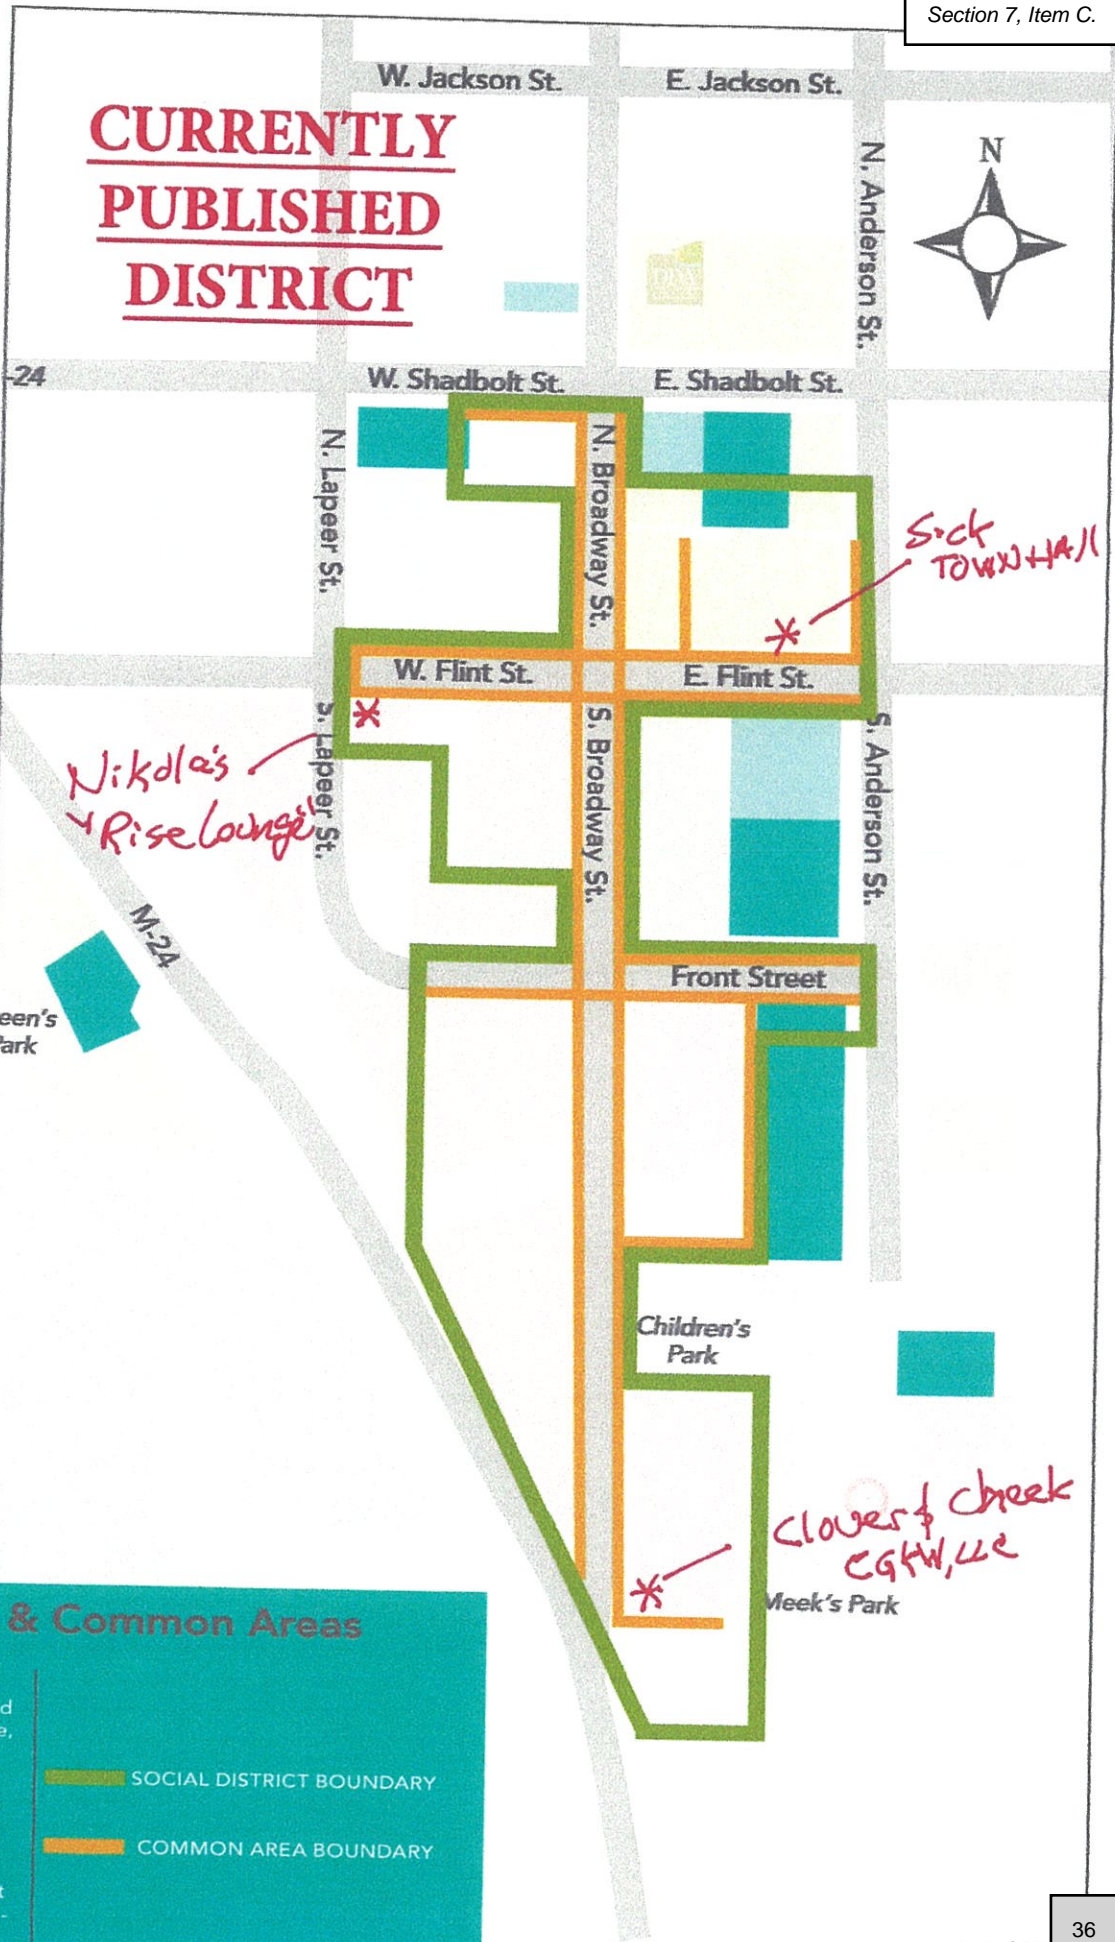 Section 7, Item C.
W. Jackson St.
E. Jackson St.
CURRENTLY
PUBLISHED
DISTRICT
N. Anderson St.
N
-24
W. Shadbolt St.
E. Shadbolt St.
N. Lapeer St.
N. Broadway St.
TOWNHALL
W. Flint St.
E. Flint St.
S. Lapeer St.
S. Broadway St.
S. Anderson St.
Nikola's
Rise Lounge
M-24
Front Street
een's
ark
Children's
Park
Clover & Cheek
CGKW, LLC
Meek's Park
& Common Areas
d
e,
SOCIAL DISTRICT BOUNDARY
COMMON AREA BOUNDARY
t
-
36